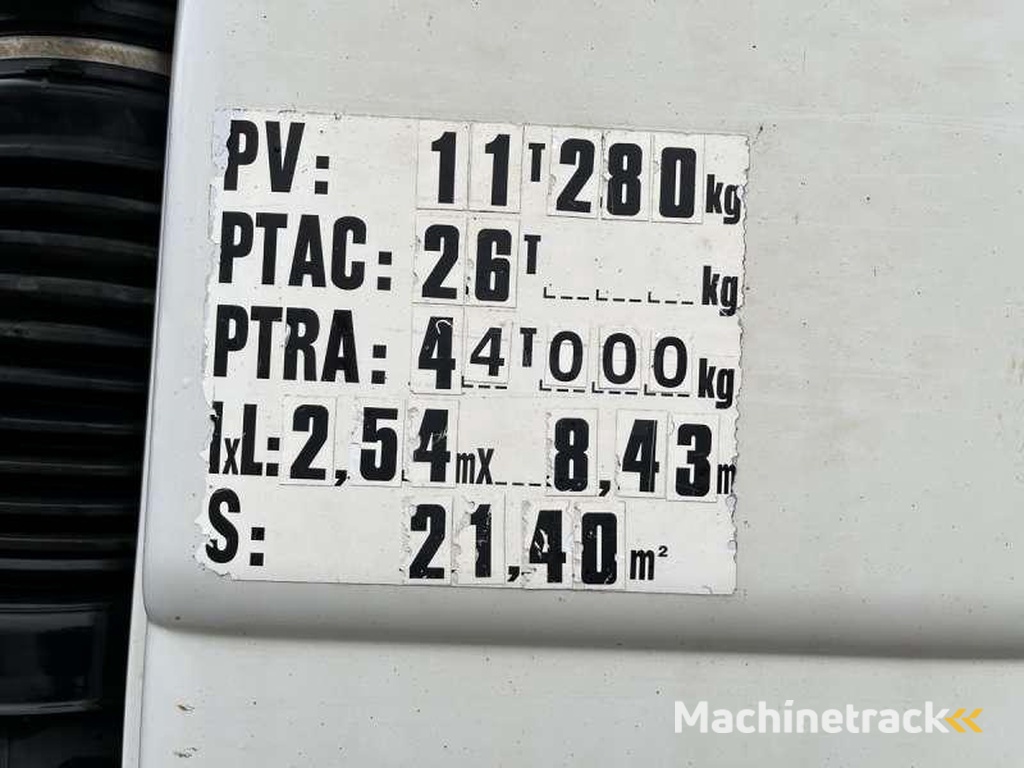 PV: 11T280kg
PTAC: 26T kg
PTRA: 44T000kg
lxL: 2,54mx 8,43m
S: 21,40m²
Machinetrack